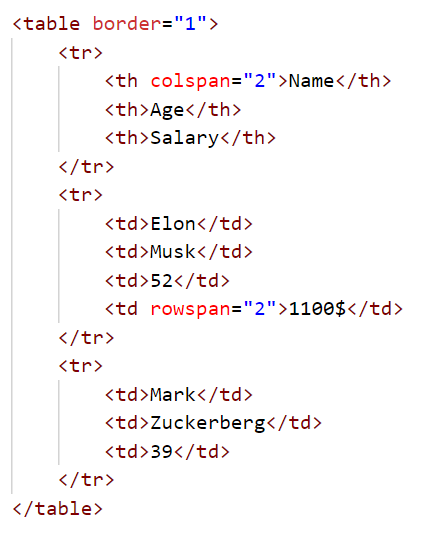 <table border="1">
    <tr>
        <th colspan="2">Name</th>
        <th>Age</th>
        <th>Salary</th>
    </tr>
    <tr>
        <td>Elon</td>
        <td>Musk</td>
        <td>52</td>
        <td rowspan="2">1100$</td>
    </tr>
    <tr>
        <td>Mark</td>
        <td>Zuckerberg</td>
        <td>39</td>
    </tr>
</table>